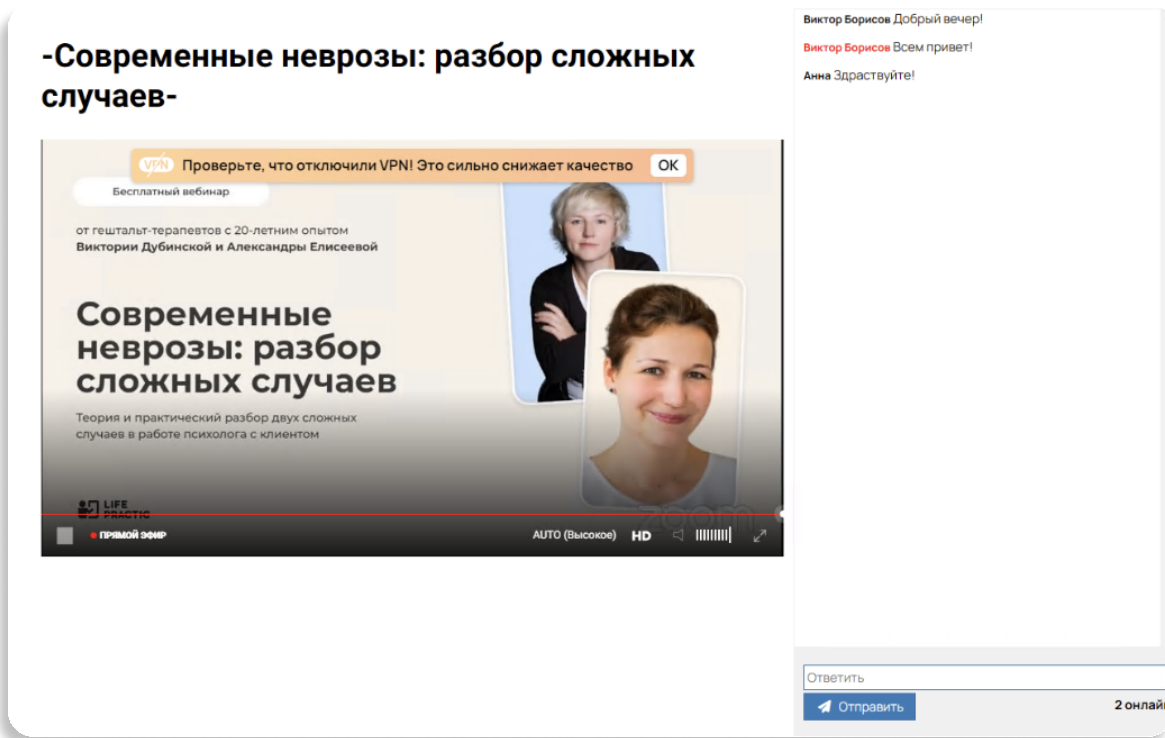 -Современные неврозы: разбор сложных
случаев-
VPN Проверьте, что отключили VPN! Это сильно снижает качество OK
Бесплатный вебинар
от гештальт-терапевтов с 20-летним опытом
Виктории Дубинской и Александры Елисеевой
Современные
неврозы: разбор
сложных случаев
Теория и практический разбор двух сложных
случаев в работе психолога с клиентом
LIFE
PRACTIC
zoom
ПРЯМОЙ ЭФИР
AUTO (Высокое) HD
Виктор Борисов Добрый вечер!
Виктор Борисов Всем привет!
Анна Здраствуйте!
Ответить
Отправить
2 онлайн